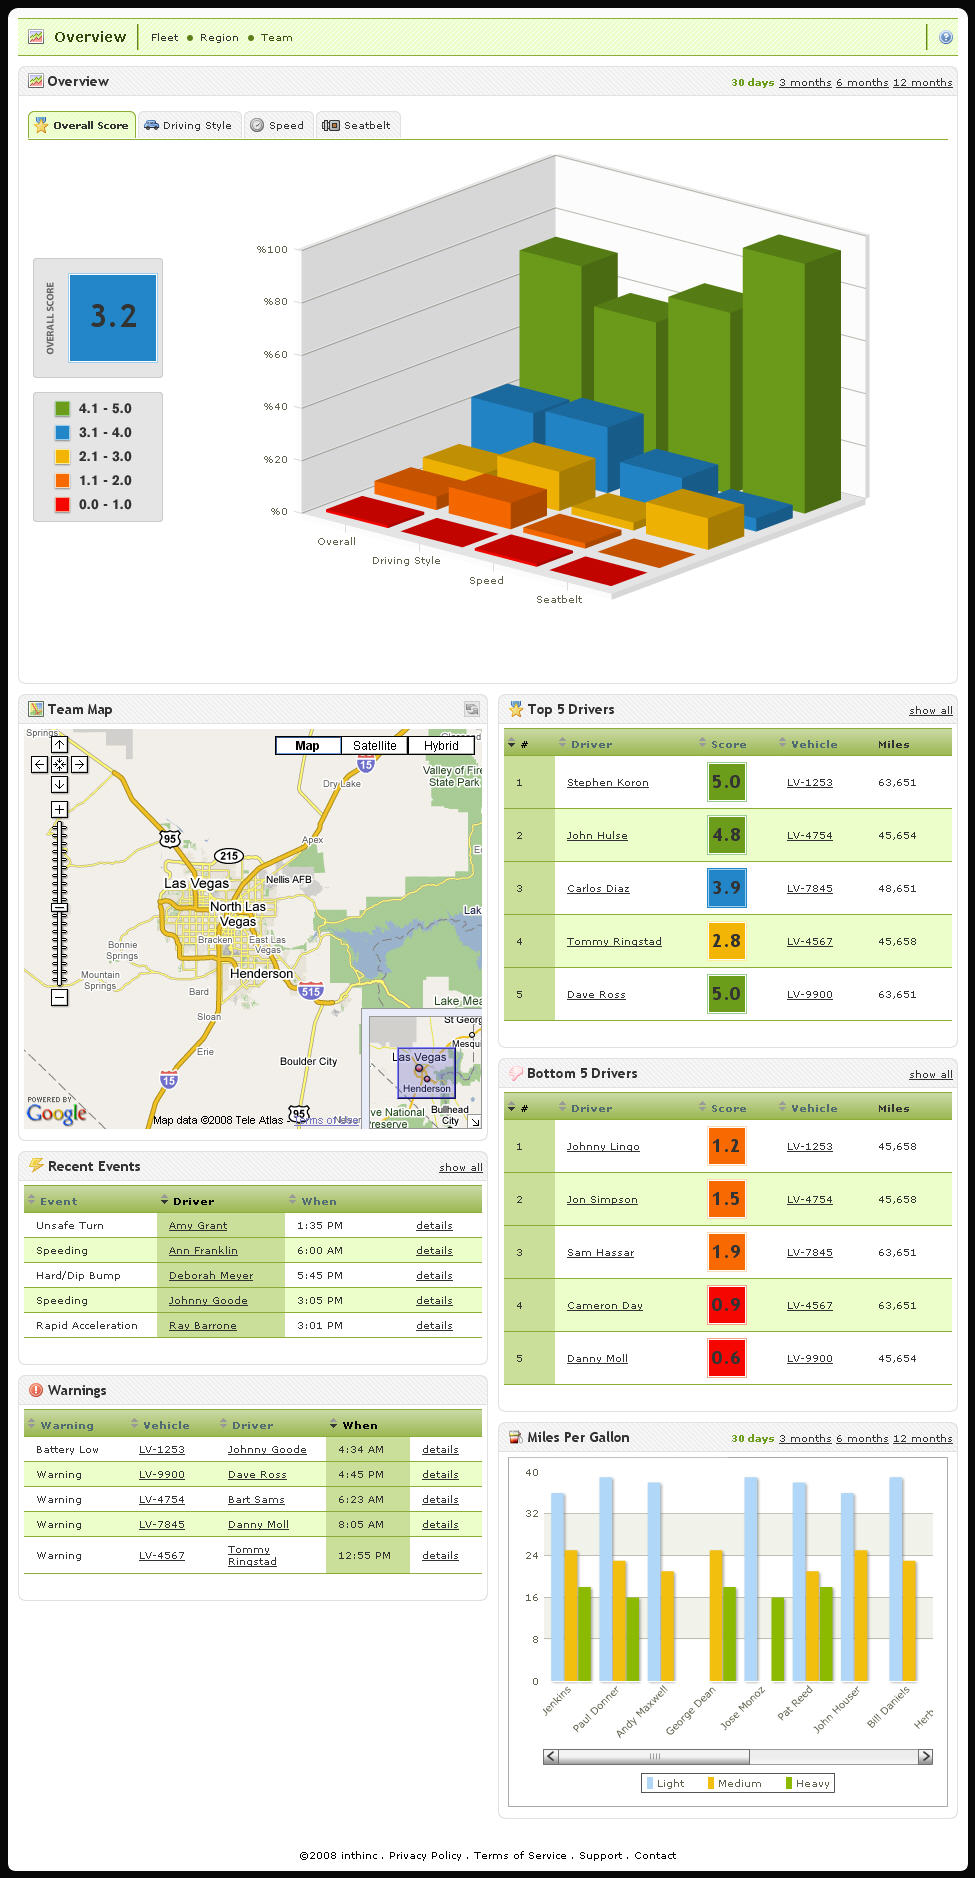 Overview Fleet Region Team
Overview 30 days 3 months 6 months 12 months
Overall Score Driving Style Speed Seatbelt
OVERALL SCORE
3.2
4.1 - 5.0
3.1 - 4.0
2.1 - 3.0
1.1 - 2.0
0.0 - 1.0
%100
%80
%60
%40
%20
%0
Overall
Driving Style
Speed
Seatbelt
Team Map
Map Satellite Hybrid
Springs
15
Valley of Fire
State Park
Dry Lake
95
Apex
215
Nellis AFB
Las Vegas
North Las
Vegas
Lak
Bracken
East Las
Vegas
Bonnie
Springs
Henderson
Mountain
Springs
Bard
515
Lake Mea
Sloan
St Georg
Mesqu
Erie
Boulder City
Las Vegas
15
Henderson
POWERED BY
Google
95
ve National
reserve
Bullhead
City
Map data ©2008 Tele Atlas - Terms of Use
Recent Events show all
Event Driver When
Unsafe Turn Amy Grant 1:35 PM details
Speeding Ann Franklin 6:00 AM details
Hard/Dip Bump Deborah Meyer 5:45 PM details
Speeding Johnny Goode 3:05 PM details
Rapid Acceleration Ray Barrone 3:01 PM details
Warnings
Warning Vehicle Driver When
Battery Low LV-1253 Johnny Goode 4:34 AM details
Warning LV-9900 Dave Ross 4:45 PM details
Warning LV-4754 Bart Sams 6:23 AM details
Warning LV-7845 Danny Moll 8:05 AM details
Warning LV-4567 Tommy
Ringstad 12:55 PM details
Top 5 Drivers show all
# Driver Score Vehicle Miles
1 Stephen Koron 5.0 LV-1253 63,651
2 John Hulse 4.8 LV-4754 45,654
3 Carlos Diaz 3.9 LV-7845 48,651
4 Tommy Ringstad 2.8 LV-4567 45,658
5 Dave Ross 5.0 LV-9900 63,651
Bottom 5 Drivers show all
# Driver Score Vehicle Miles
1 Johnny Lingo 1.2 LV-1253 45,658
2 Jon Simpson 1.5 LV-4754 45,658
3 Sam Hassar 1.9 LV-7845 63,651
4 Cameron Day 0.9 LV-4567 63,651
5 Danny Moll 0.6 LV-9900 45,654
Miles Per Gallon 30 days 3 months 6 months 12 months
40
32
24
16
8
0
Jenkins Paul Donner Andy Maxwell George Dean Jose Monoz Pat Reed John Houser Bill Daniels Herb
Light Medium Heavy
©2008 inthinc . Privacy Policy . Terms of Service . Support . Contact